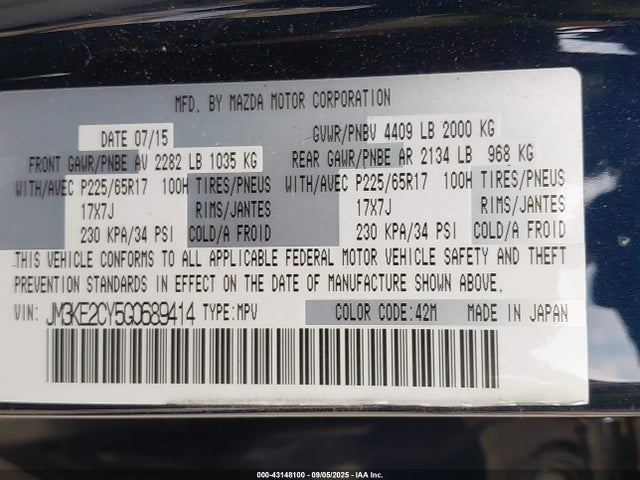 MFD. BY MAZDA MOTOR CORPORATION
DATE 07/15 GVWR/PNBV 4409 LB 2000 KG
FRONT GAWR/PNBE AV 2282 LB 1035 KG REAR GAWR/PNBE AR 2134 LB 968 KG
WITH/AVEC P225/65R17 100H TIRES/PNEUS WITH/AVEC P225/65R17 100H TIRES/PNEUS
17X7J RIMS/JANTES 17X7J RIMS/JANTES
230 KPA/34 PSI COLD/A FROID 230 KPA/34 PSI COLD/A FROID
THIS VEHICLE CONFORMS TO ALL APPLICABLE FEDERAL MOTOR VEHICLE SAFETY AND THEFT
PREVENTION STANDARDS IN EFFECT ON THE DATE OF MANUFACTURE SHOWN ABOVE.
VIN: JM3KE2CY5G0689414 TYPE:MPV COLOR CODE:42M MADE IN JAPAN
000-43148100 - 09/05/2025 - IAA Inc.